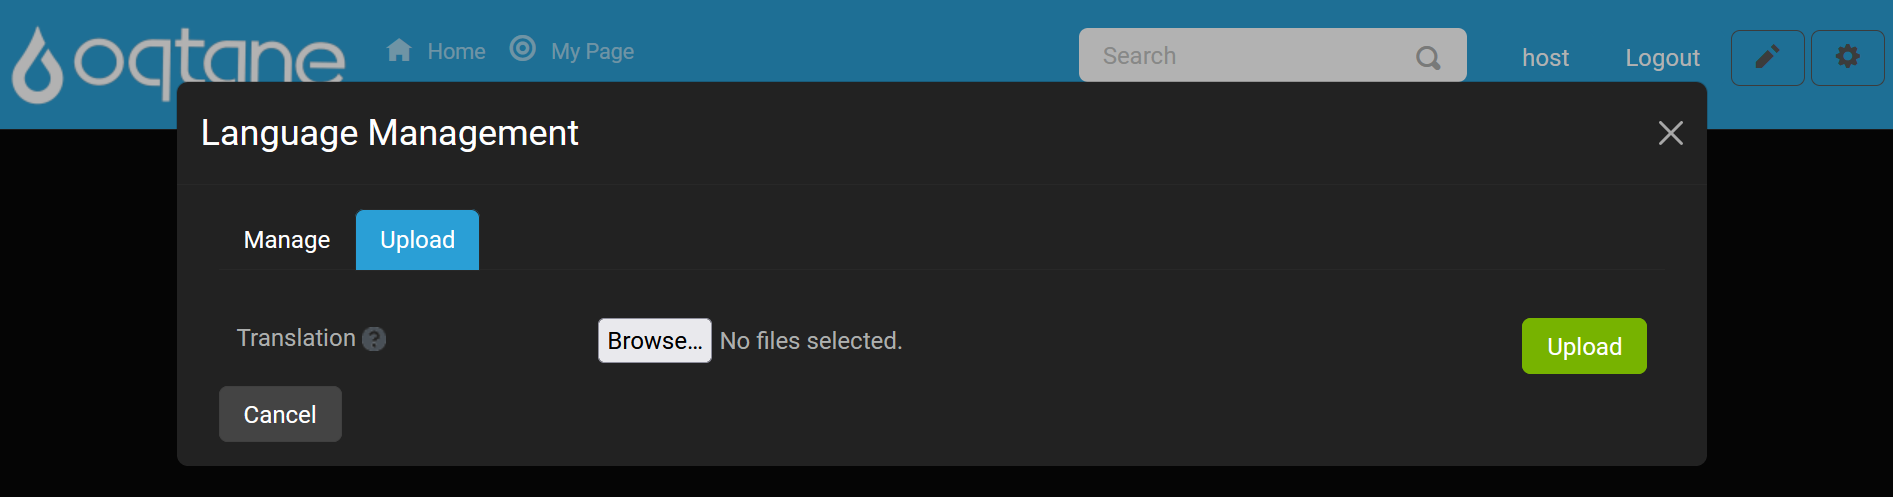 oqtane
Home
My Page
Search
host
Logout
Language Management
Manage
Upload
Translation ?
Browse... No files selected.
Upload
Cancel